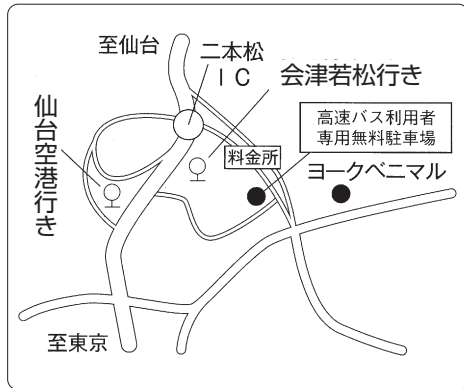 至仙台
二本松
IC
会津若松行き
高速バス利用者
専用無料駐車場
料金所
ヨークベニマル
仙台空港行き
至東京